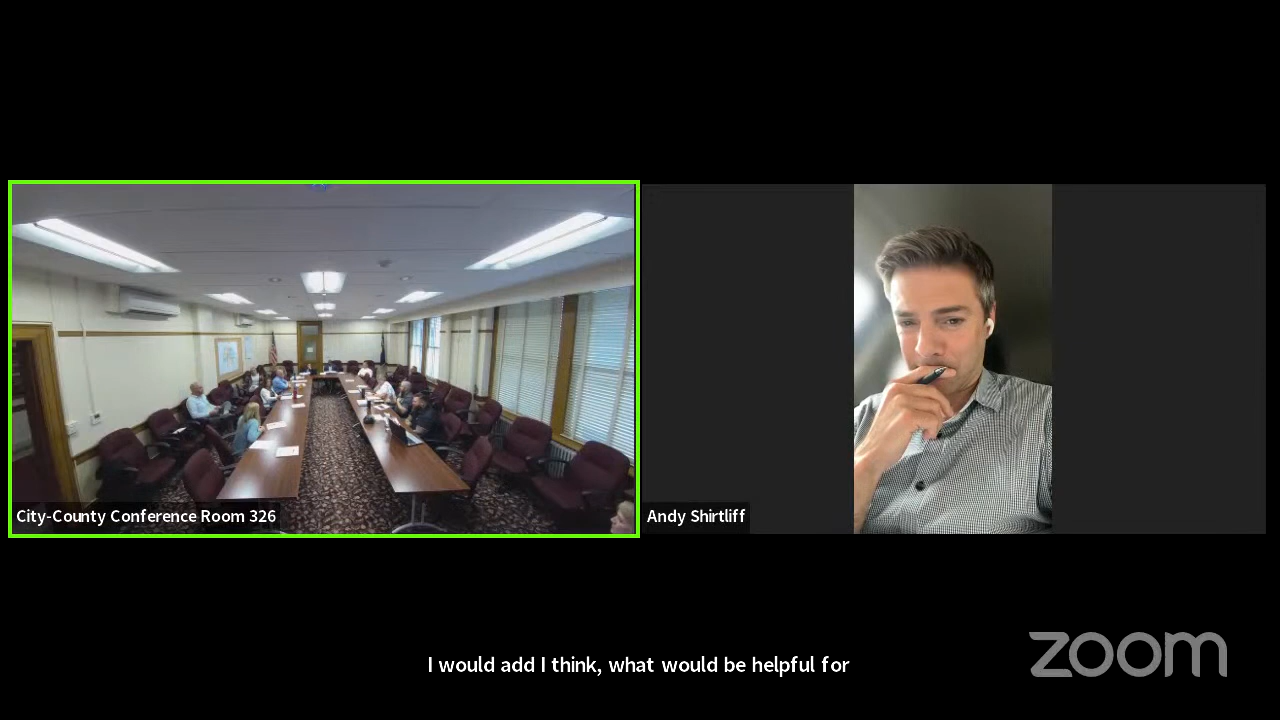 City-County Conference Room 326
Andy Shirtliff
I would add I think, what would be helpful for
zoom